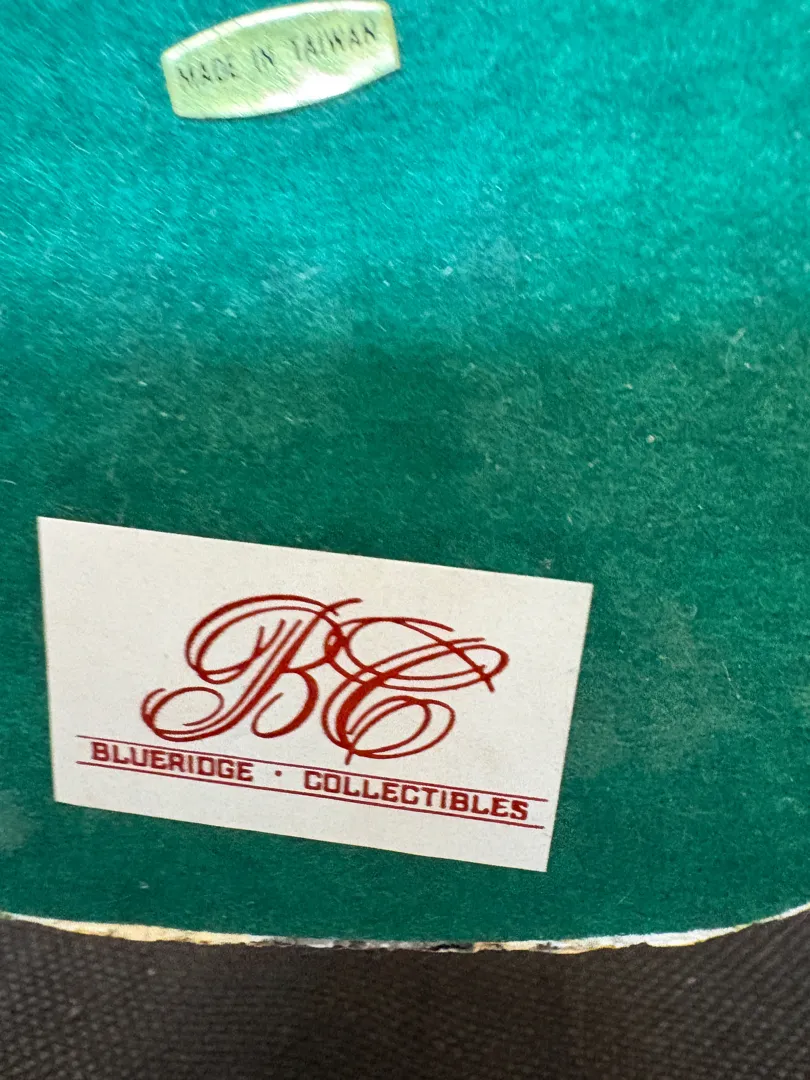 MADE IN TAIWAN
BC
BLUERIDGE · COLLECTIBLES